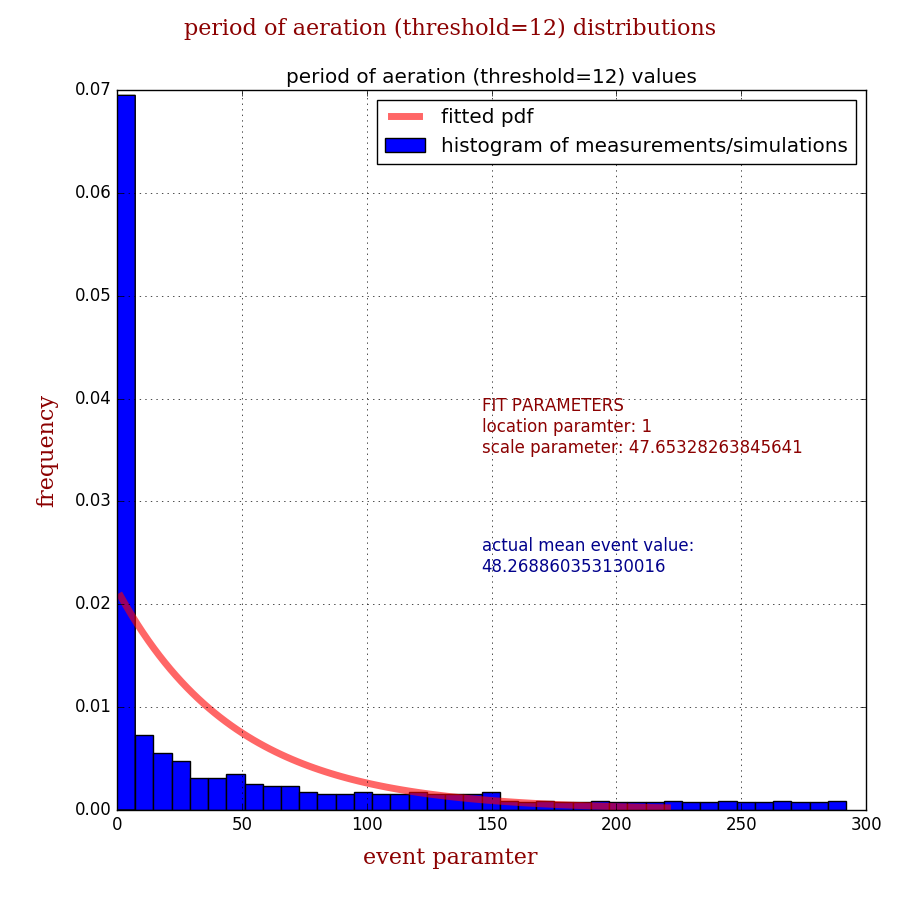 period of aeration (threshold=12) distributions
period of aeration (threshold=12) values
fitted pdf
histogram of measurements/simulations
0.07
0.06
0.05
0.04
0.03
0.02
0.01
0.00
frequency
FIT PARAMETERS
location paramter: 1
scale parameter: 47.65328263845641
actual mean event value:
48.268860353130016
0 50 100 150 200 250 300
event paramter